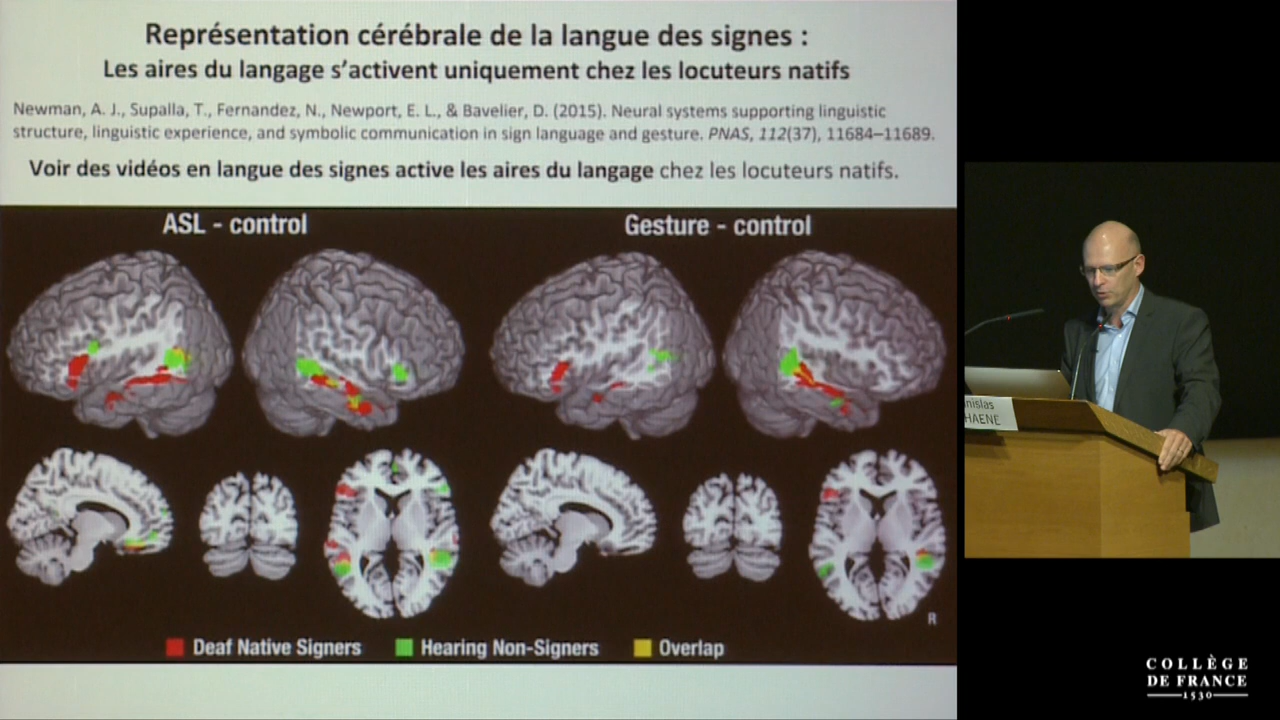 Représentation cérébrale de la langue des signes :
Les aires du langage s'activent uniquement chez les locuteurs natifs
Newman, A. J., Supalla, T., Fernandez, N., Newport, E. L., & Bavelier, D. (2015). Neural systems supporting linguistic
structure, linguistic experience, and symbolic communication in sign language and gesture. PNAS, 112(37), 11684–11689.
Voir des vidéos en langue des signes active les aires du langage chez les locuteurs natifs.
ASL - control
Gesture - control
R
Deaf Native Signers
Hearing Non-Signers
Overlap
nislas
HAENE
COLLÈGE
DE FRANCE
1530